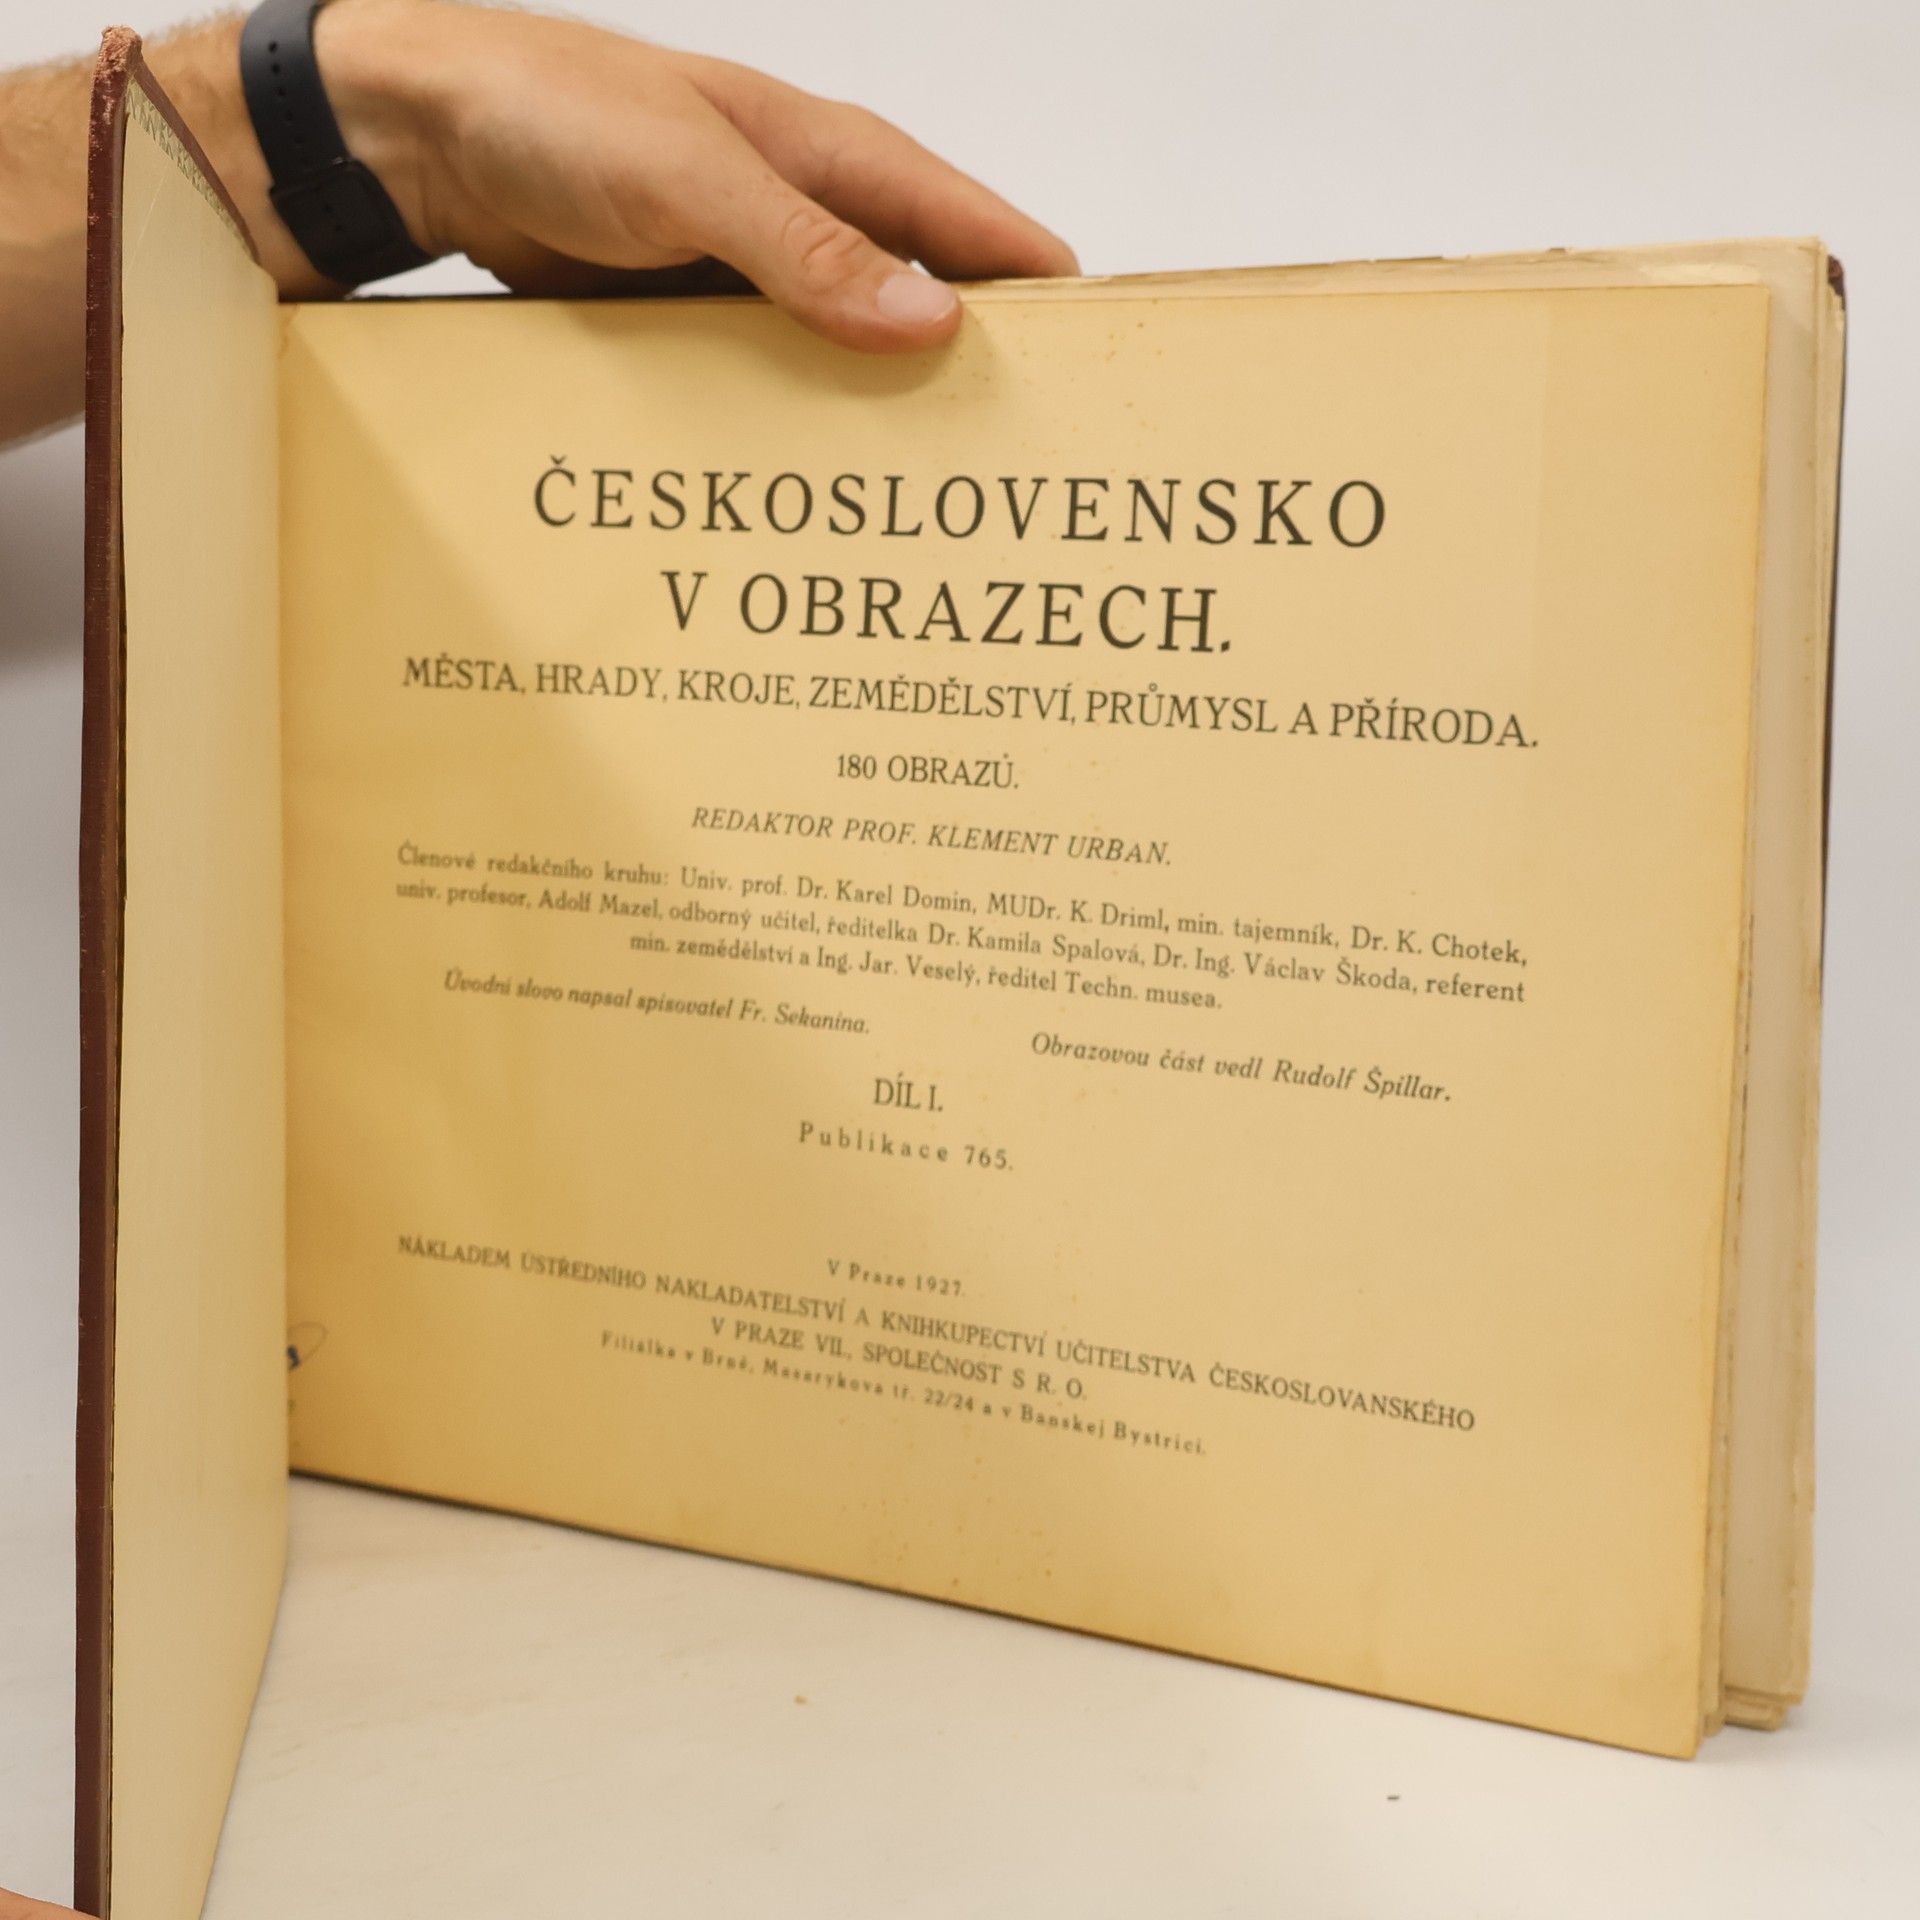 ČESKOSLOVENSKO
V OBRAZECH.
MĚSTA, HRADY, KROJE, ZEMĚDĚLSTVÍ, PRŮMYSL A PŘÍRODA.
180 OBRAZŮ.
REDAKTOR PROF. KLEMENT URBAN.
Členové redakčního kruhu: Univ. prof. Dr. Karel Domin, MUDr. K. Driml, min. tajemník, Dr. K. Chotek,
univ. profesor, Adolf Mazel, odborný učitel, ředitelka Dr. Kamila Spalová, Dr. Ing. Václav Škoda, referent
min. zemědělství a Ing. Jar. Veselý, ředitel Techn. musea.
Úvodní slovo napsal spisovatel Fr. Sekanina.
Obrazovou část vedl Rudolf Špillar.
DÍL I.
Publikace 765.
V Praze 1927.
NÁKLADEM ÚSTŘEDNÍHO NAKLADATELSTVÍ A KNIHKUPECTVÍ UČITELSTVA ČESKOSLOVANSKÉHO
V PRAZE VII., SPOLEČNOST S R. O.
Filiálka v Brně, Masarykova tř. 22/24 a v Banskej Bystrici.